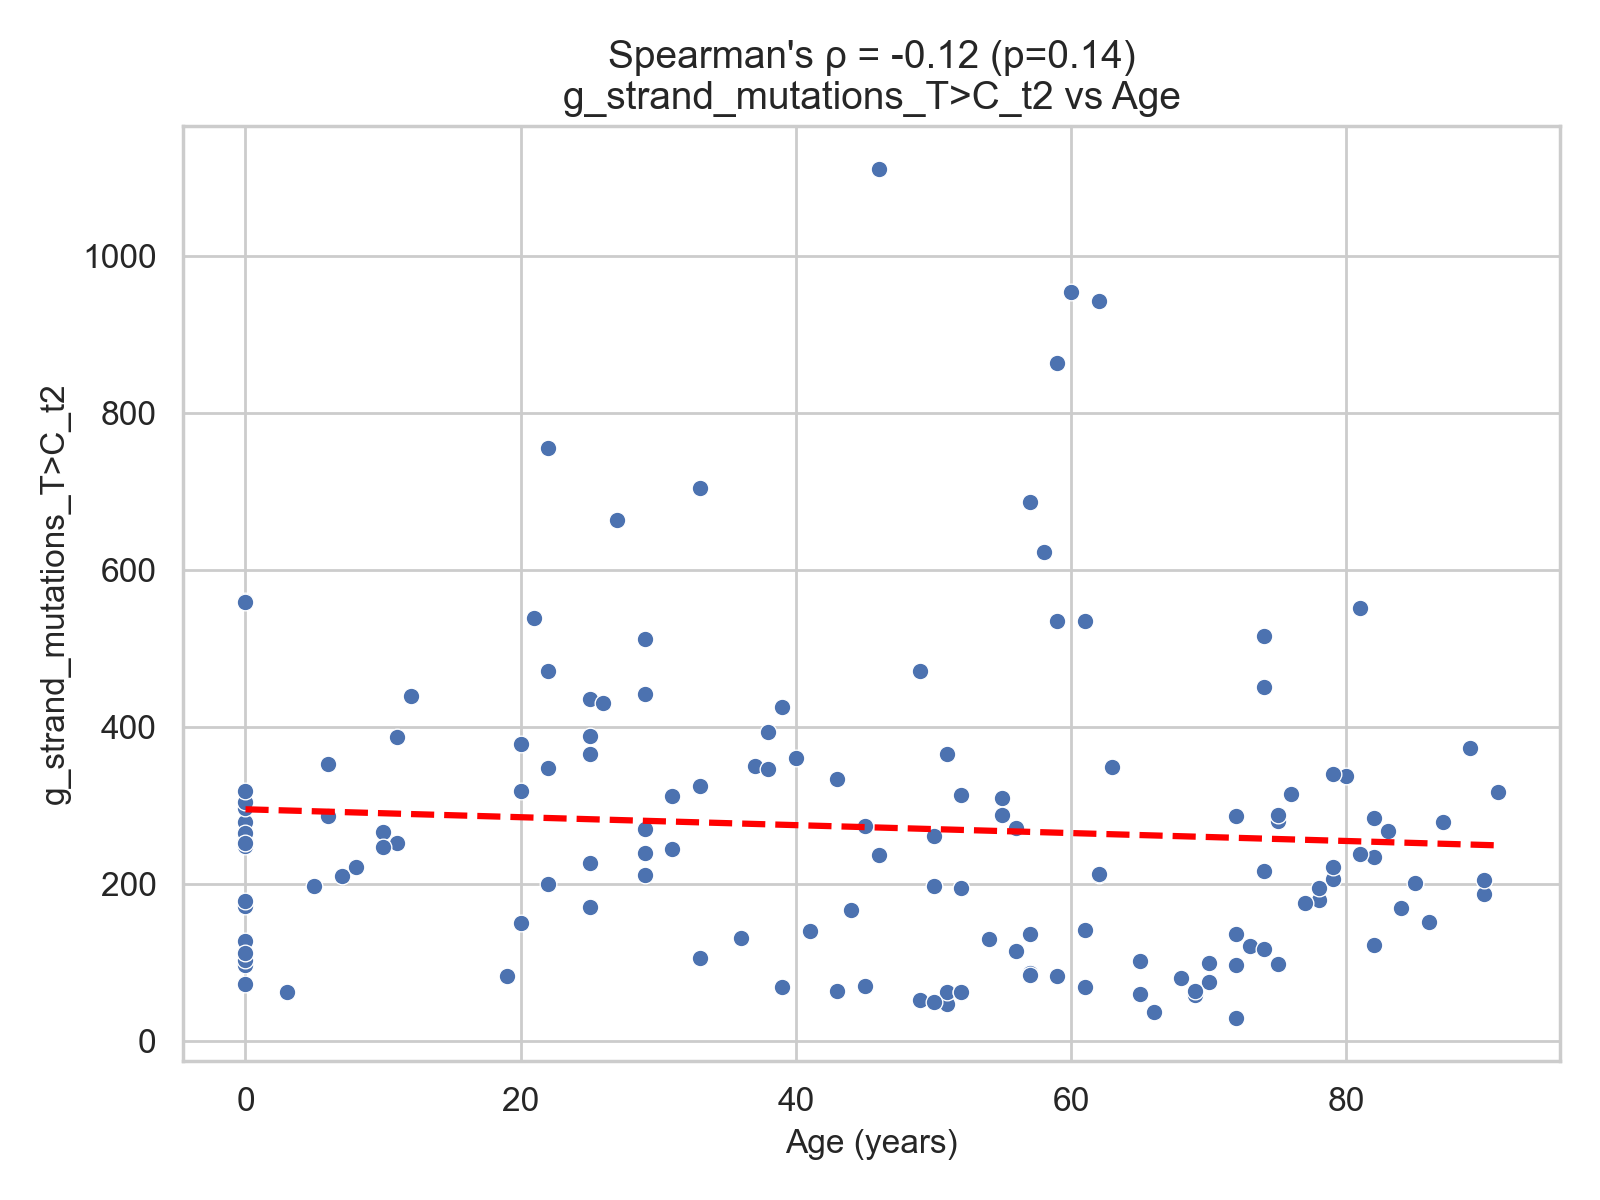 Spearman's ρ = -0.12 (p=0.14)
g_strand_mutations_T>C_t2 vs Age
g_strand_mutations_T>C_t2
1000
800
600
400
200
0
0 20 40 60 80
Age (years)